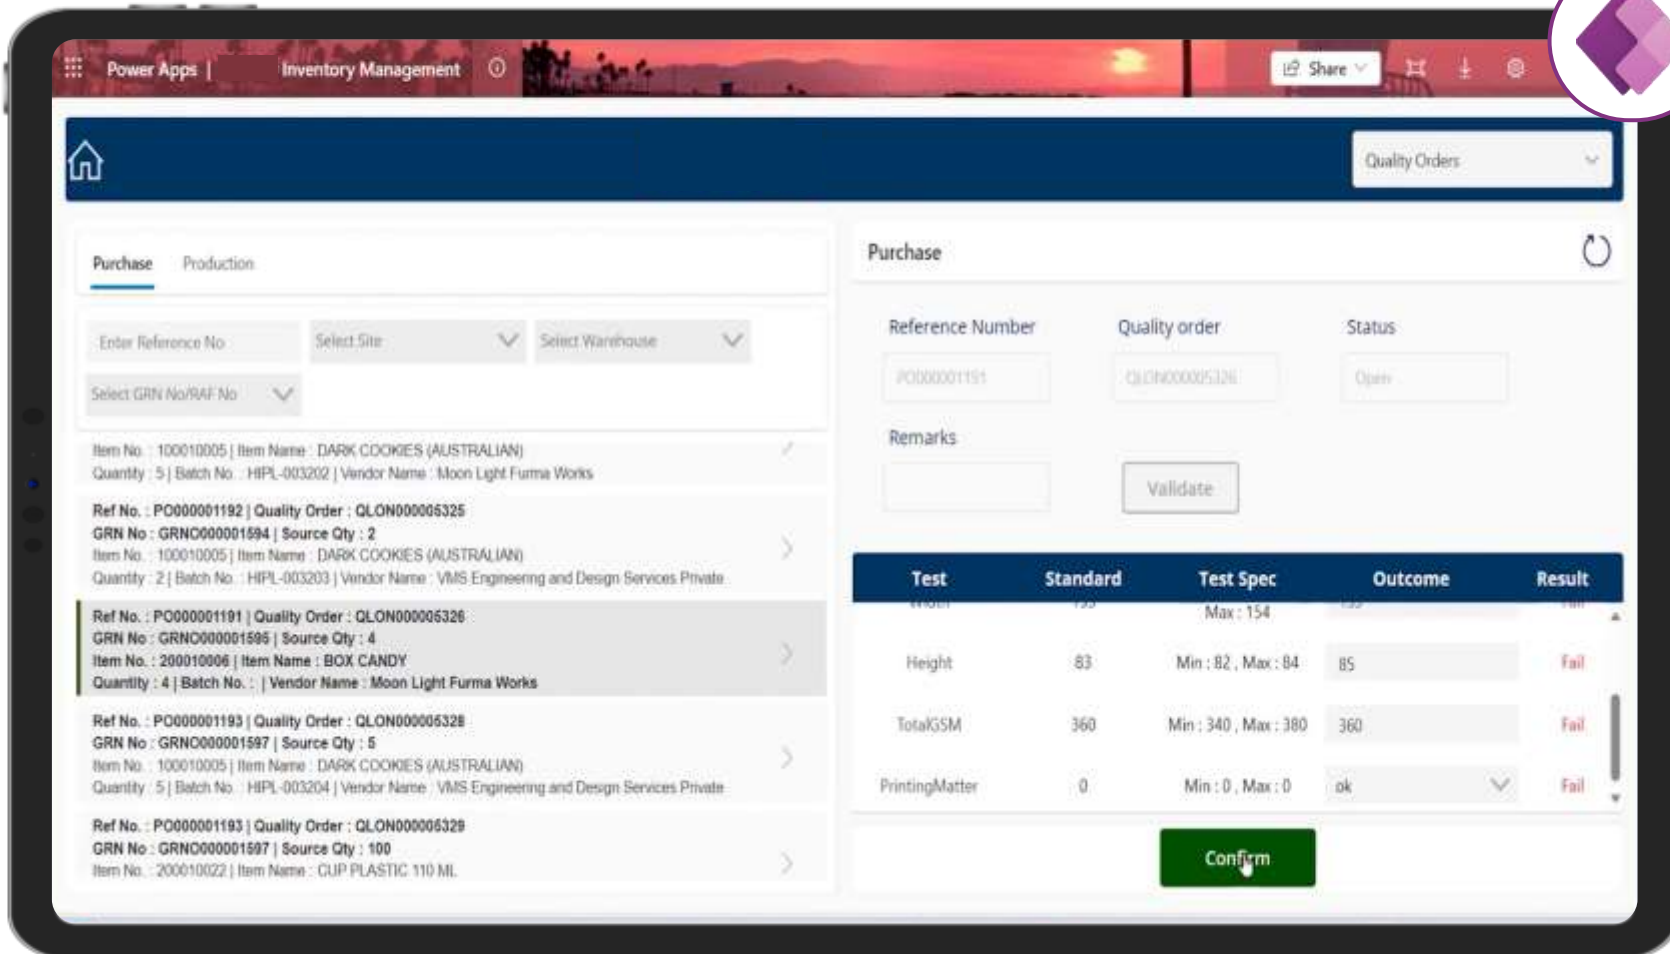 Power Apps |
Inventory Management
Share
Quality Orders
Purchase Production
Enter Reference No Select Site Select Warehouse
Select GRN No/RAF No
Item No. : 100010005 | Item Name : DARK COOKIES (AUSTRALIAN)
Quantity : 5 | Batch No. : HIPL-003202 | Vendor Name : Moon Light Furma Works
Ref No. : PO000001192 | Quality Order : QLON000005325
GRN No : GRNO000001594 | Source Qty : 2
Item No. : 100010005 | Item Name : DARK COOKIES (AUSTRALIAN)
Quantity : 2 | Batch No. : HIPL-003203 | Vendor Name : VMS Engineering and Design Services Private
Ref No. : PO000001191 | Quality Order : QLON000005326
GRN No : GRNO000001595 | Source Qty : 4
Item No. : 200010006 | Item Name : BOX CANDY
Quantity : 4 | Batch No. : | Vendor Name : Moon Light Furma Works
Ref No. : PO000001193 | Quality Order : QLON000005328
GRN No : GRNO000001597 | Source Qty : 5
Item No. : 100010005 | Item Name : DARK COOKIES (AUSTRALIAN)
Quantity : 5 | Batch No. : HIPL-003204 | Vendor Name : VMS Engineering and Design Services Private
Ref No. : PO000001193 | Quality Order : QLON000005329
GRN No : GRNO000001597 | Source Qty : 100
Item No. : 200010022 | Item Name : CUP PLASTIC 110 ML
Purchase
Reference Number Quality order Status
PO000001191 QLON000005326 Open
Remarks
Validate
Test Standard Test Spec Outcome Result
Max : 154
Height 83 Min : 82 , Max : 84 85 Fail
TotalGSM 360 Min : 340 , Max : 380 360 Fail
PrintingMatter 0 Min : 0 , Max : 0 ok Fail
Confirm